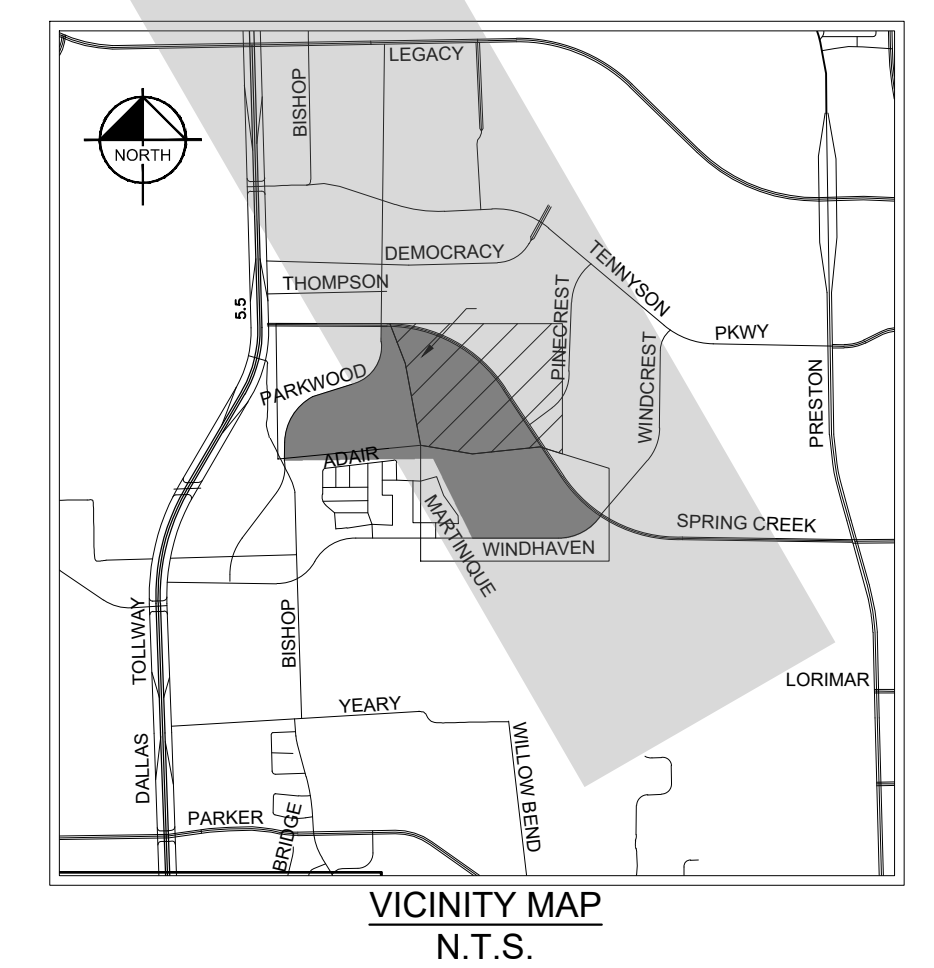 LEGACY
BISHOP
NORTH
DEMOCRACY
TENNYSON
THOMPSON
PINECREST
5.5
PKWY
WINDCREST
PARKWOOD
PRESTON
ADAIR
MARTINIQUE
SPRING CREEK
WINDHAVEN
TOLLWAY
BISHOP
LORIMAR
YEARY
DALLAS
WILLOW BEND
PARKER
BRIDGE
VICINITY MAP
N.T.S.